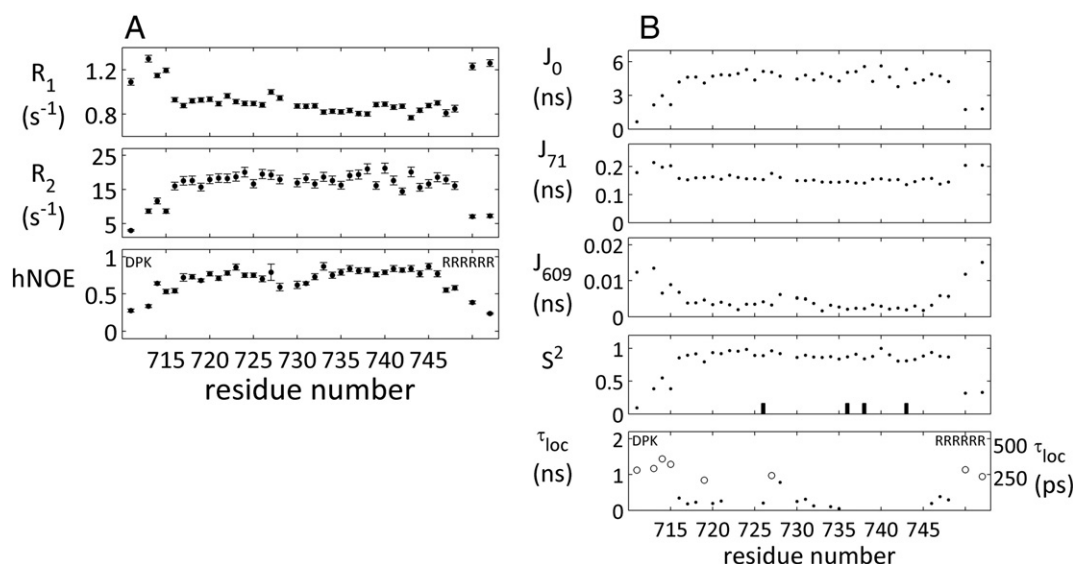 A
R1
(s-1)
1.2
0.8
R2
(s-1)
25
15
5
hNOE
1
0.5
0
DPK
RRRRRR
715 720 725 730 735 740 745
residue number
B
J0
(ns)
6
4
2
0
J71
(ns)
0.2
0.1
0
J609
(ns)
0.02
0.01
0
S2
1
0.5
0
τloc
(ns)
2
1
0
DPK
RRRRRR
500
250
τloc
(ps)
715 720 725 730 735 740 745
residue number